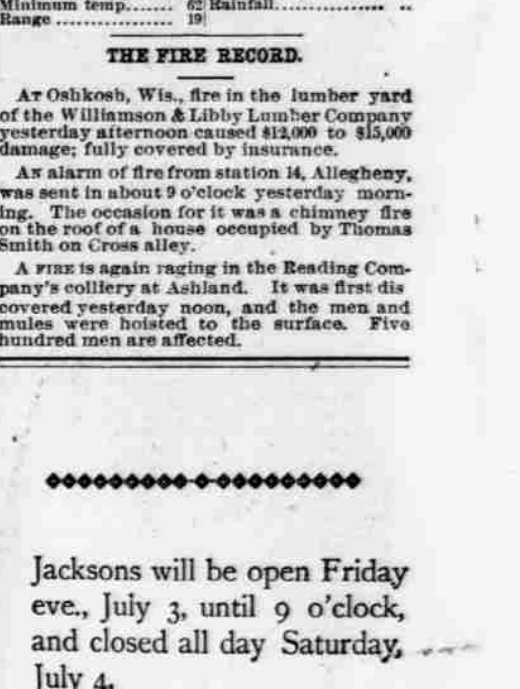 Minimum temp....... 62 Rainfall................ ..
Range ............... 19
THE FIRE RECORD.
AT Oshkosh, Wis., fire in the lumber yard
of the Williamson & Libby Lumber Company
yesterday afternoon caused $12,000 to $15,000
damage; fully covered by insurance.
AN alarm of fire from station 14, Allegheny,
was sent in about 9 o'clock yesterday morn-
ing. The occasion for it was a chimney fire
on the roof of a house occupied by Thomas
Smith on Cross alley.
A FIRE is again raging in the Reading Com-
pany's colliery at Ashland. It was first dis
covered yesterday noon, and the men and
mules were hoisted to the surface. Five
hundred men are affected.
Jacksons will be open Friday
eve., July 3, until 9 o'clock,
and closed all day Saturday,
July 4.